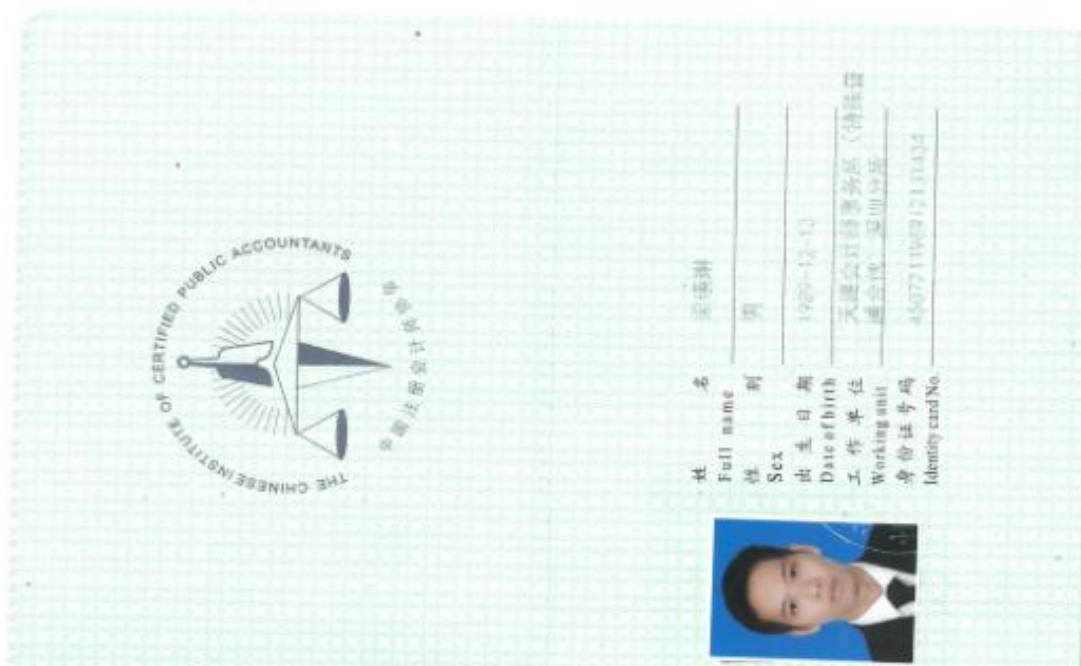 THE CHINESE INSTITUTE OF CERTIFIED PUBLIC ACCOUNTANTS
中国注册会计师协会
姓 名
Full name
性 别 男
Sex
出 生 日 期 -12-13
Date of birth
工 作 单 位 天健会计师事务所（特殊普
通合伙） 深圳分所
Working unit
身份证号码
Identity card No.